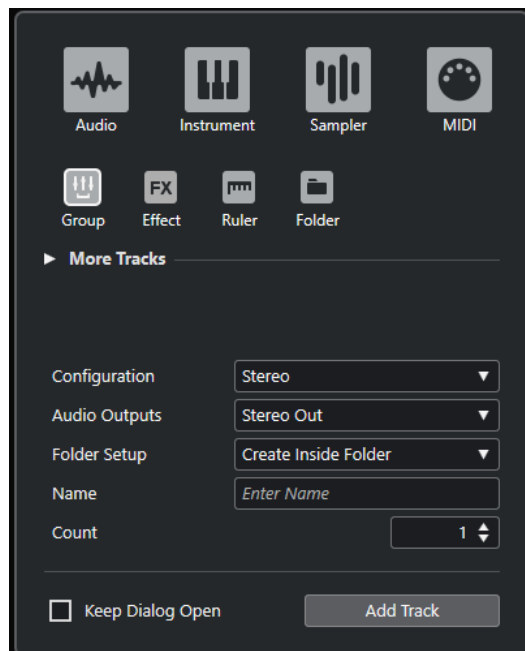 Audio Instrument Sampler MIDI
FX
Group Effect Ruler Folder
More Tracks
Configuration Stereo
Audio Outputs Stereo Out
Folder Setup Create Inside Folder
Name Enter Name
Count 1
Keep Dialog Open Add Track